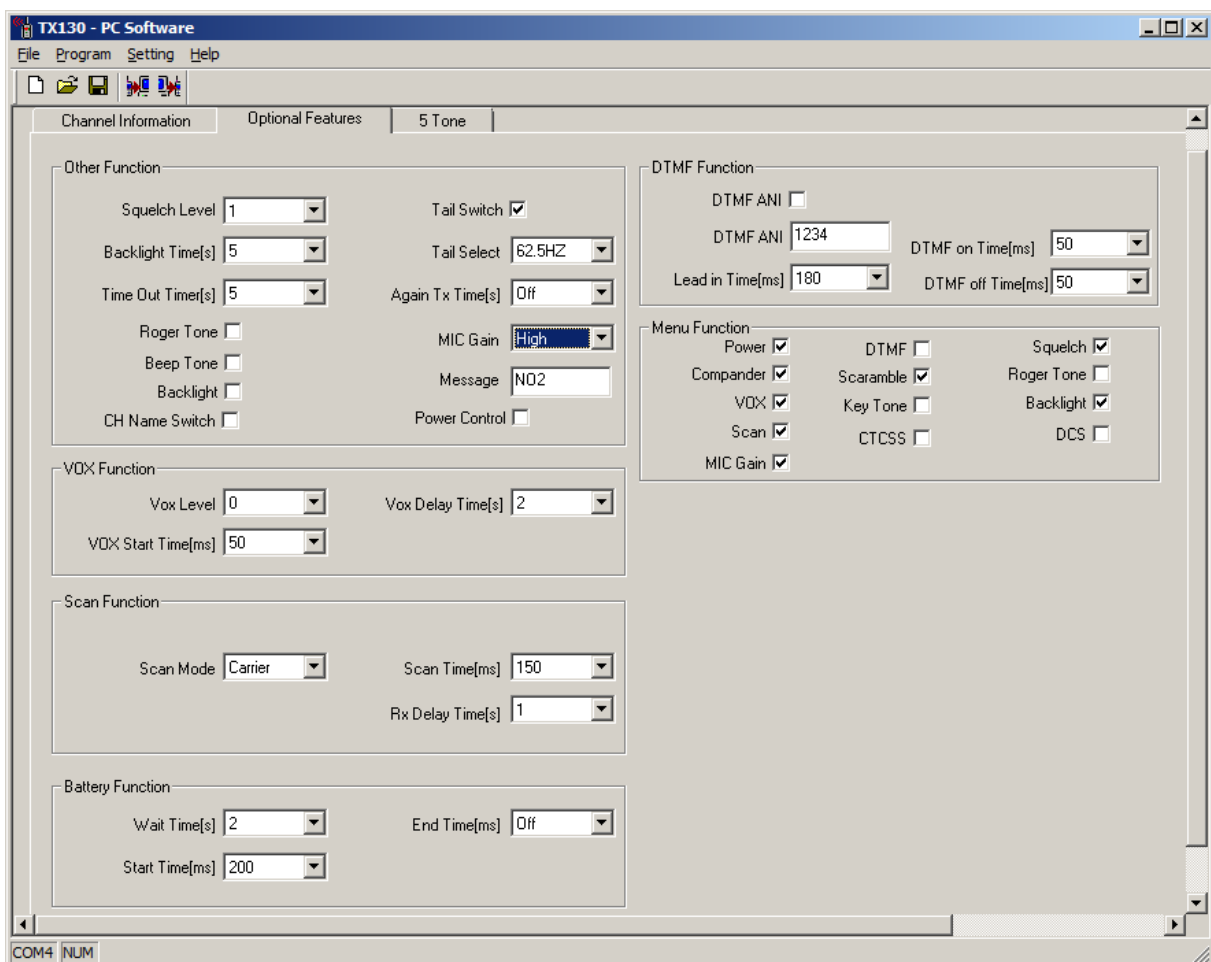 TX130 - PC Software
File Program Setting Help
Channel Information Optional Features 5 Tone
Other Function
Squelch Level 1 Tail Switch
Backlight Time[s] 5 Tail Select 62.5HZ
Time Out Timer[s] 5 Again Tx Time[s] Off
Roger Tone MIC Gain High
Beep Tone
Backlight Message NO2
CH Name Switch Power Control
VOX Function
Vox Level 0 Vox Delay Time[s] 2
VOX Start Time[ms] 50
Scan Function
Scan Mode Carrier Scan Time[ms] 150
Rx Delay Time[s] 1
Battery Function
Wait Time[s] 2 End Time[ms] Off
Start Time[ms] 200
DTMF Function
DTMF ANI
DTMF ANI 1234 DTMF on Time[ms] 50
Lead in Time[ms] 180 DTMF off Time[ms] 50
Menu Function
Power DTMF Squelch
Compander Scaramble Roger Tone
VOX Key Tone Backlight
Scan CTCSS DCS
MIC Gain
COM4 NUM